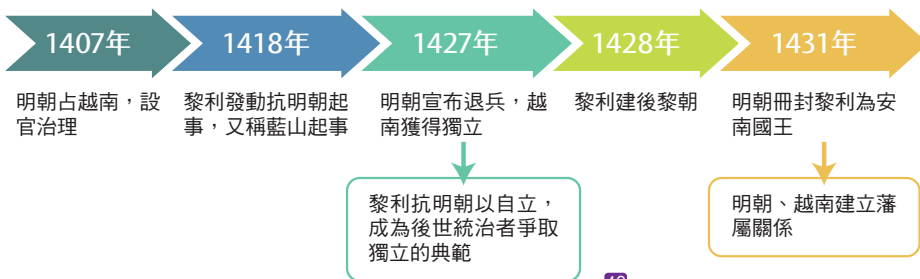 1407年
1418年
1427年
1428年
1431年
明朝占越南，設
官治理
黎利發動抗明朝起
事，又稱藍山起事
明朝宣布退兵，越
南獲得獨立
黎利建後黎朝
明朝冊封黎利為安
南國王
黎利抗明朝以自立，
成為後世統治者爭取
獨立的典範
明朝、越南建立藩
屬關係